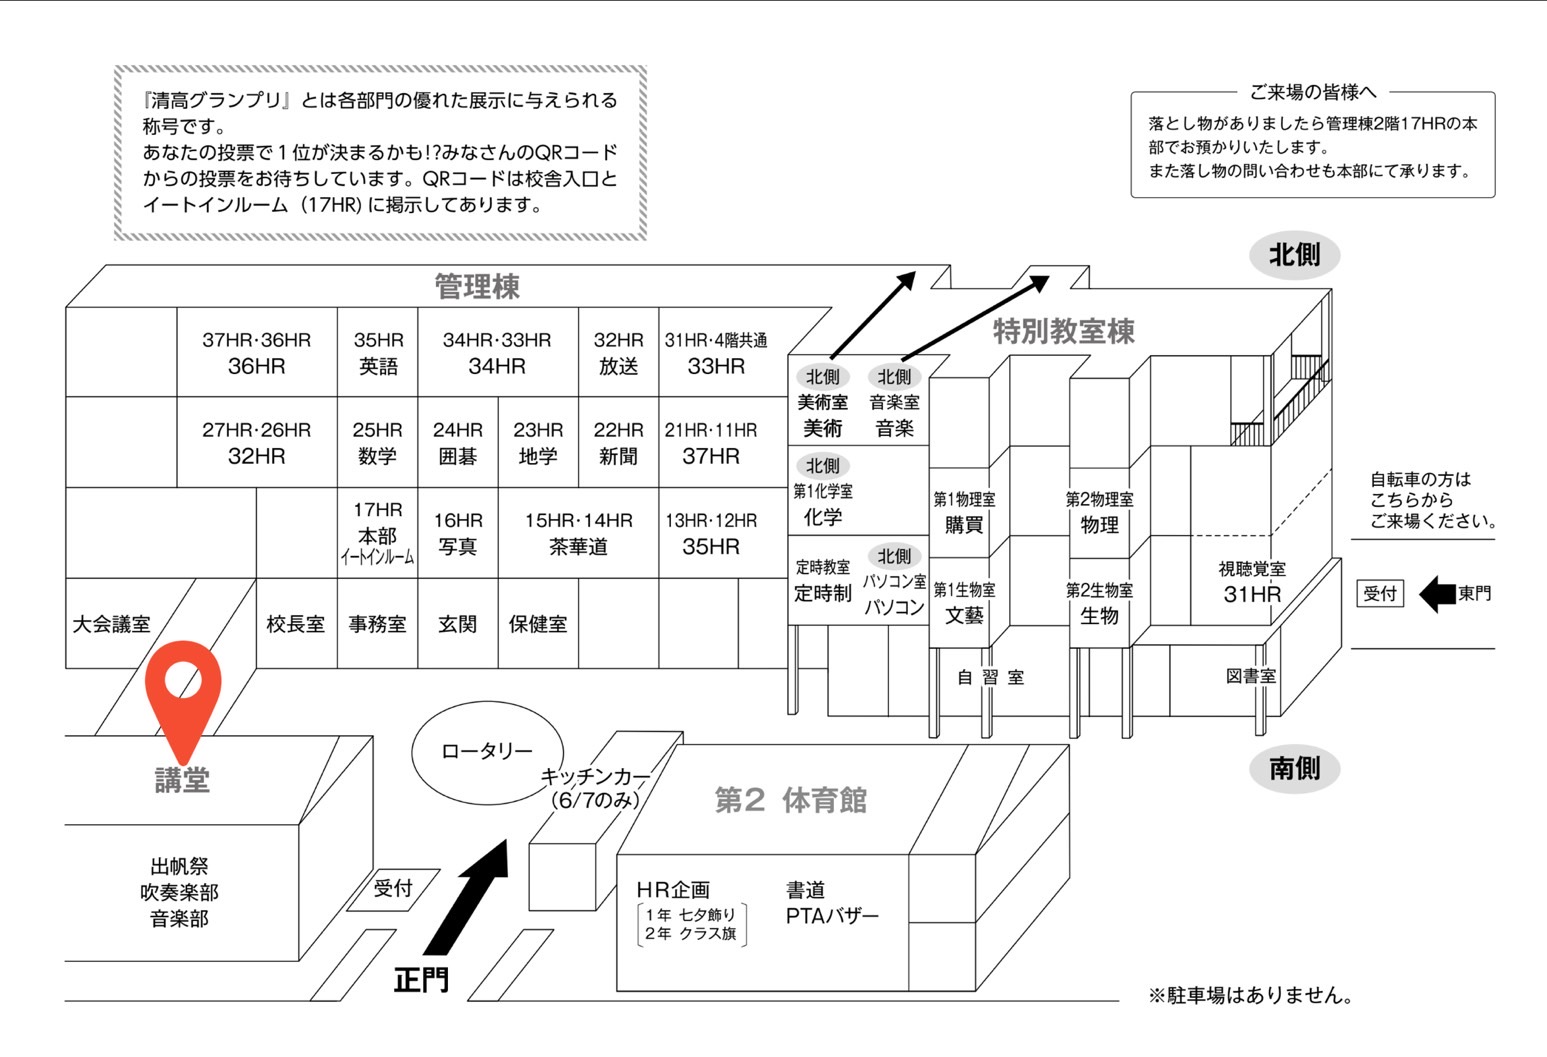 『清高グランプリ』とは各部門の優れた展示に与えられる
称号です。
あなたの投票で１位が決まるかも!?みなさんのQRコード
からの投票をお待ちしています。QRコードは校舎入口と
イートインルーム（17HR)に掲示してあります。
ご来場の皆様へ
落とし物がありましたら管理棟2階17HRの本
部でお預かりいたします。
また落し物の問い合わせも本部にて承ります。
北側
管理棟
特別教室棟
37HR・36HR
36HR
35HR
英語
34HR・33HR
34HR
32HR
放送
31HR・4階共通
33HR
北側
美術室
美術
北側
音楽室
音楽
27HR・26HR
32HR
25HR
数学
24HR
囲碁
23HR
地学
22HR
新聞
21HR・11HR
37HR
北側
第1化学室
化学
第1物理室
購買
第2物理室
物理
自転車の方は
こちらから
ご来場ください。
17HR
本部
イートインルーム
16HR
写真
15HR・14HR
茶華道
13HR・12HR
35HR
定時教室
定時制
北側
パソコン室
パソコン
第1生物室
文藝
第2生物室
生物
視聴覚室
31HR
受付
東門
大会議室
校長室
事務室
玄関
保健室
自習室
図書室
南側
講堂
出帆祭
吹奏楽部
音楽部
ロータリー
キッチンカー
(6/7のみ)
第2 体育館
HR企画
1年 七夕飾り
2年 クラス旗
書道
PTAバザー
受付
正門
※駐車場はありません。